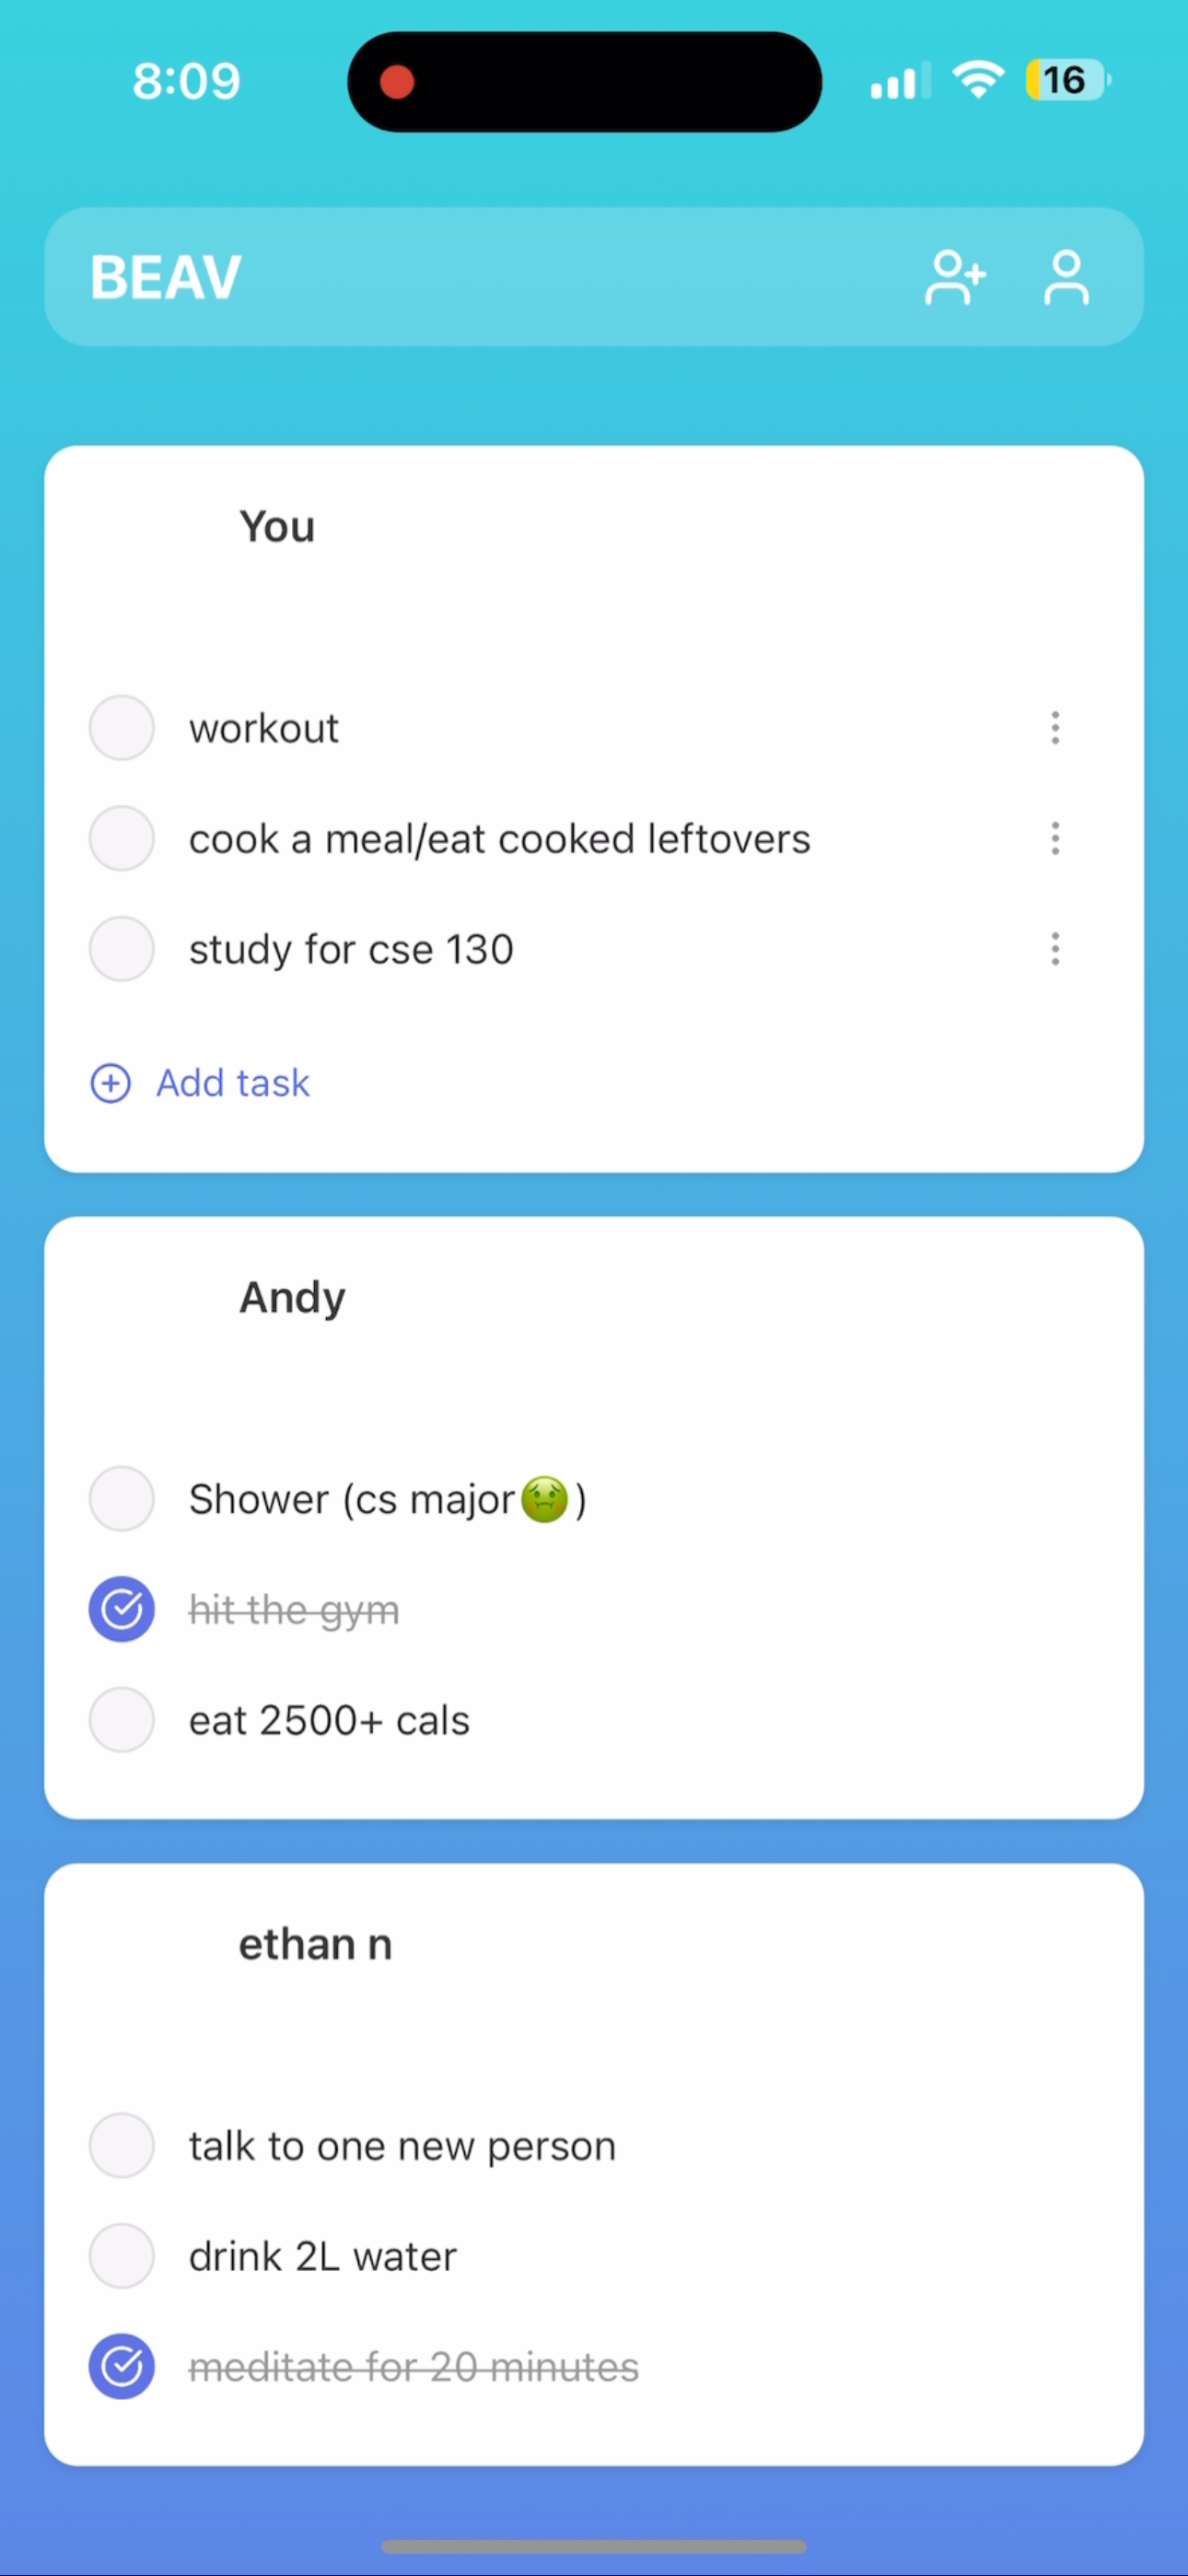 8:09
16
BEAV
You
workout
cook a meal/eat cooked leftovers
study for cse 130
Add task
Andy
Shower (cs major🤢)
hit the gym
eat 2500+ cals
ethan n
talk to one new person
drink 2L water
meditate for 20 minutes